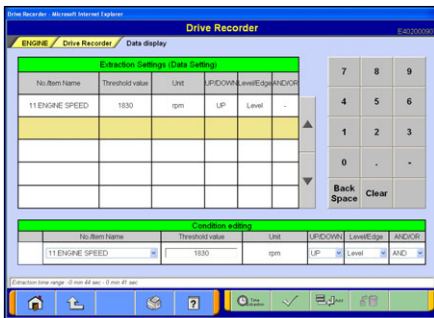 Drive Recorder - Microsoft Internet Explorer
Drive Recorder
E40200090
ENGINE Drive Recorder Data display
Extraction Settings (Data Setting)
No./Item Name Threshold value Unit UP/DOWN Level/Edge AND/OR
11:ENGINE SPEED 1830 rpm UP Level -
7 8 9
4 5 6
1 2 3
0 . -
Back Space Clear
Condition editing
No./Item Name Threshold value Unit UP/DOWN Level/Edge AND/OR
11:ENGINE SPEED 1830 rpm UP Level AND
Extraction time range -0 min 44 sec - 0 min 41 sec
?
Time
Add